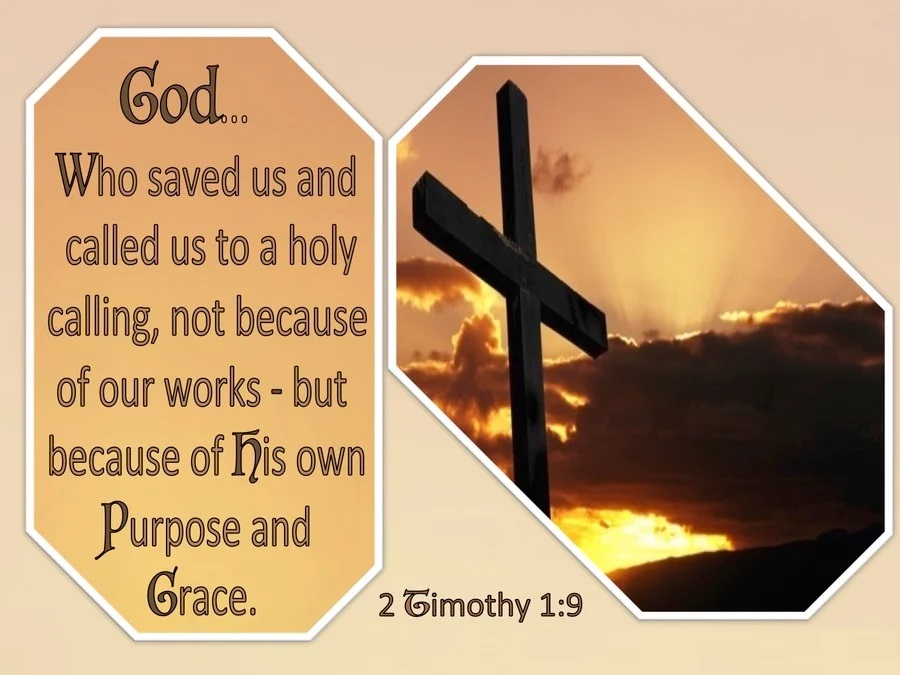 God...
Who saved us and
called us to a holy
calling, not because
of our works - but
because of His own
Purpose and
Grace.
2 Timothy 1:9